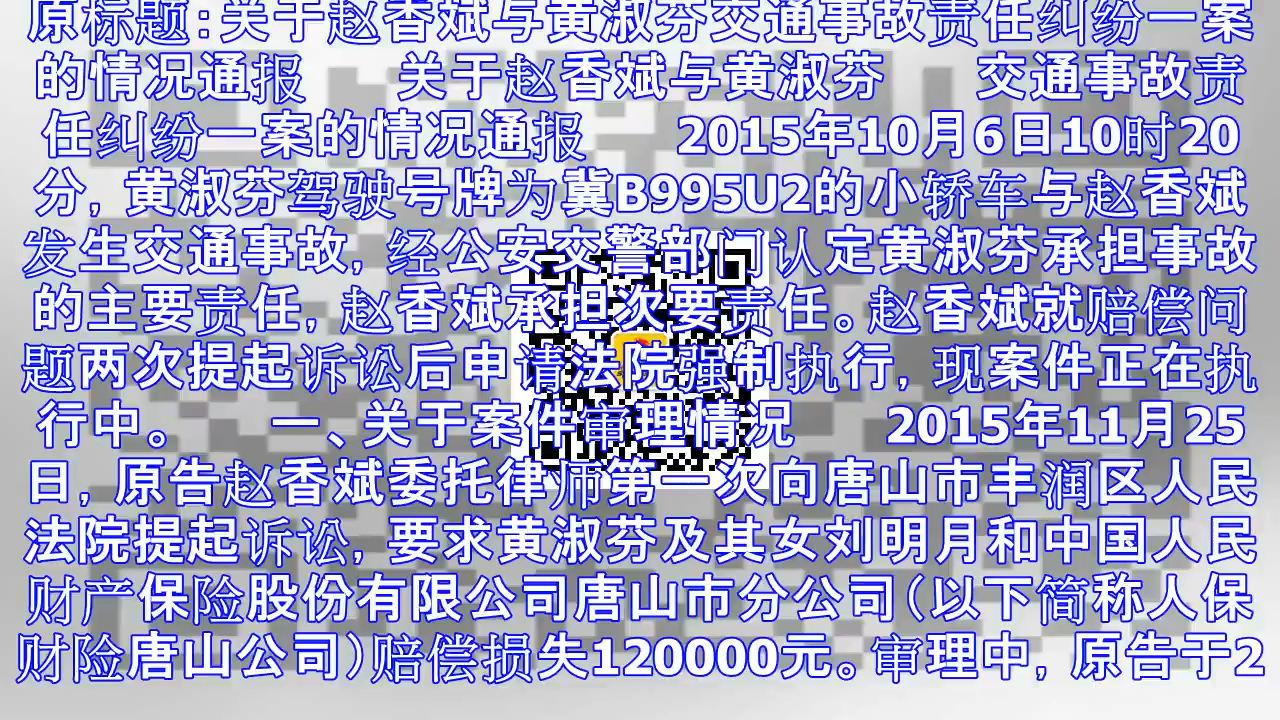 原标题:关于赵香斌与黄淑芬交通事故责任纠纷一案
的情况通报　　关于赵香斌与黄淑芬　　交通事故责
任纠纷一案的情况通报　　2015年10月6日10时20
分, 黄淑芬驾驶号牌为冀B995U2的小轿车与赵香斌
发生交通事故, 经公安交警部门认定黄淑芬承担事故
的主要责任, 赵香斌承担次要责任。赵香斌就赔偿问
题两次提起诉讼后申请法院强制执行, 现案件正在执
行中。　　一、关于案件审理情况　　2015年11月25
日, 原告赵香斌委托律师第一次向唐山市丰润区人民
法院提起诉讼, 要求黄淑芬及其女刘明月和中国人民
财产保险股份有限公司唐山市分公司(以下简称人保
财险唐山公司)赔偿损失120000元。审理中, 原告于2